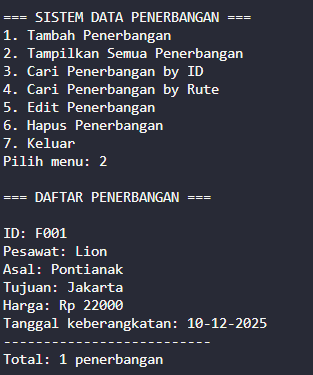 === SISTEM DATA PENERBANGAN ===
1. Tambah Penerbangan
2. Tampilkan Semua Penerbangan
3. Cari Penerbangan by ID
4. Cari Penerbangan by Rute
5. Edit Penerbangan
6. Hapus Penerbangan
7. Keluar
Pilih menu: 2
=== DAFTAR PENERBANGAN ===
ID: F001
Pesawat: Lion
Asal: Pontianak
Tujuan: Jakarta
Harga: Rp 22000
Tanggal keberangkatan: 10-12-2025
--------------------------
Total: 1 penerbangan